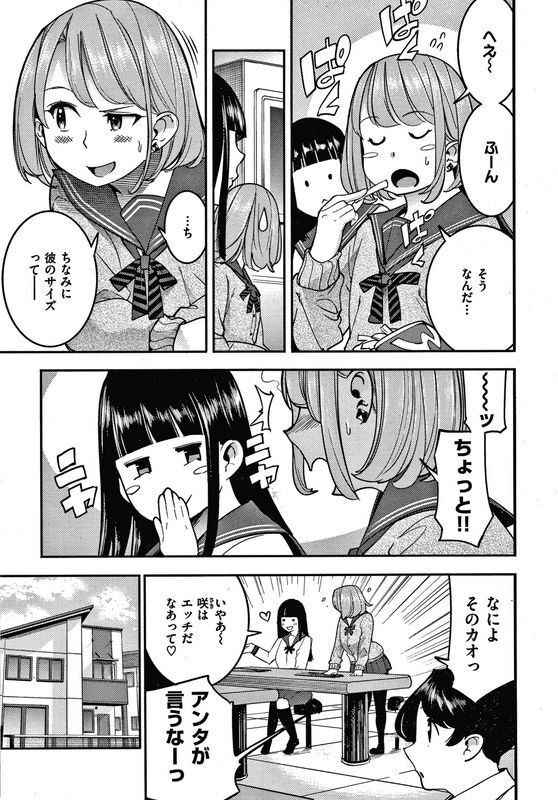 へえ〜
ふーん
ぱく
ぱく
ぱく
そう
なんだ…
…ち
ちなみに
彼のサイズ
って━━
〜〜ッ
ちょっと!!
ニヤ
ニヤ
なによ
そのカオっ
いやあ〜
咲は
エッチだ
なあって♡
アンタが
言うなーっ